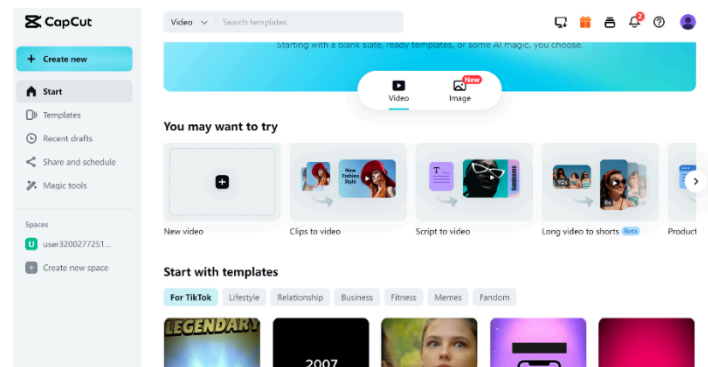 CapCut
Video
Search templates
2
Create new
Starting with a blank slate, ready templates, or some AI magic, you choose.
Start
Video
New
Image
Templates
Recent drafts
Share and schedule
Magic tools
You may want to try
New Fashion Style
T
92s
8s
New video
Clips to video
Script to video
Long video to shorts Beta
Product
Spaces
U user3200277251...
Create new space
Start with templates
For TikTok
Lifestyle
Relationship
Business
Fitness
Memes
Fandom
LEGENDARY
2007